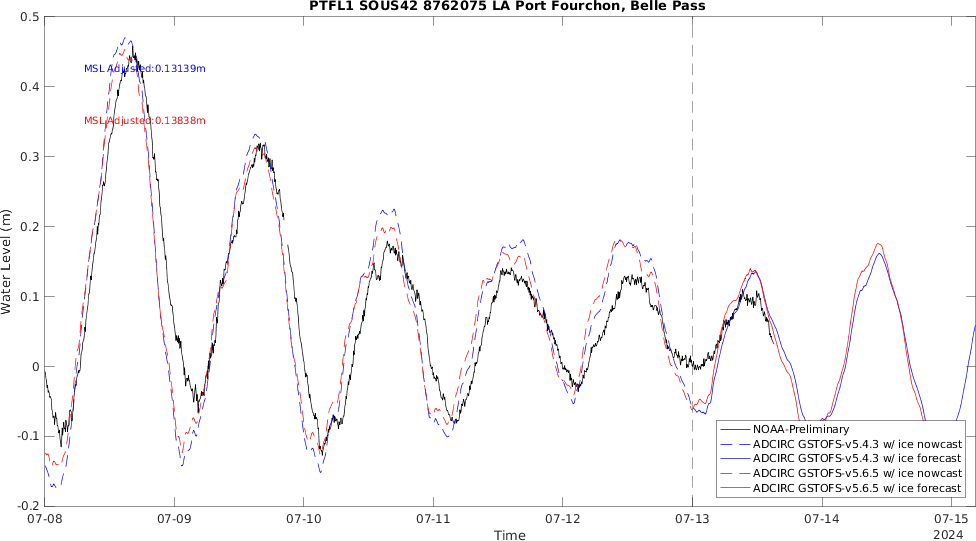 PTFL1 SOUS42 8762075 LA Port Fourchon, Belle Pass
0.5
0.4
0.3
0.2
0.1
0
-0.1
-0.2
Water Level (m)
MSL Adjusted:0.13139m
MSL Adjusted:0.13838m
NOAA-Preliminary
ADCIRC GSTOFS-v5.4.3 w/ ice nowcast
ADCIRC GSTOFS-v5.4.3 w/ ice forecast
ADCIRC GSTOFS-v5.6.5 w/ ice nowcast
ADCIRC GSTOFS-v5.6.5 w/ ice forecast
07-08 07-09 07-10 07-11 07-12 07-13 07-14 07-15
Time
2024